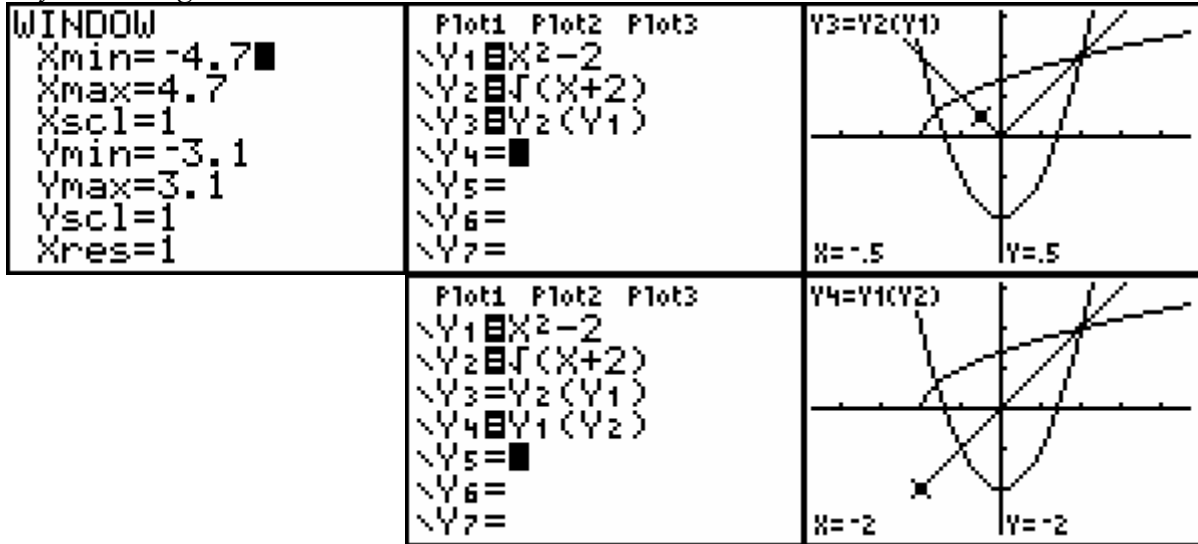 WINDOW
Xmin=-4.7
Xmax=4.7
Xscl=1
Ymin=-3.1
Ymax=3.1
Yscl=1
Xres=1
Plot1 Plot2 Plot3
\Y1=X²-2
\Y2=√(X+2)
\Y3=Y2(Y1)
\Y4=
\Y5=
\Y6=
\Y7=
Y3=Y2(Y1)
X=-.5 Y=.5
Plot1 Plot2 Plot3
\Y1=X²-2
\Y2=√(X+2)
\Y3=Y2(Y1)
\Y4=Y1(Y2)
\Y5=
\Y6=
\Y7=
Y4=Y1(Y2)
X=-2 Y=-2